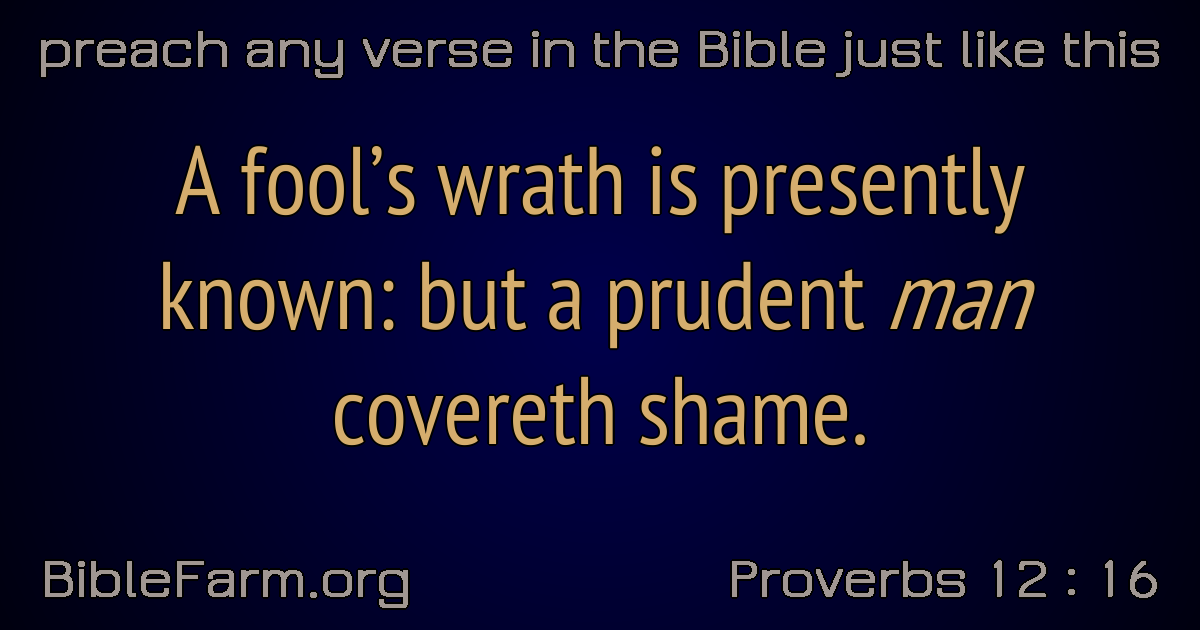 preach any verse in the Bible just like this
A fool’s wrath is presently
known: but a prudent man
covereth shame.
BibleFarm.org
Proverbs 12 : 16